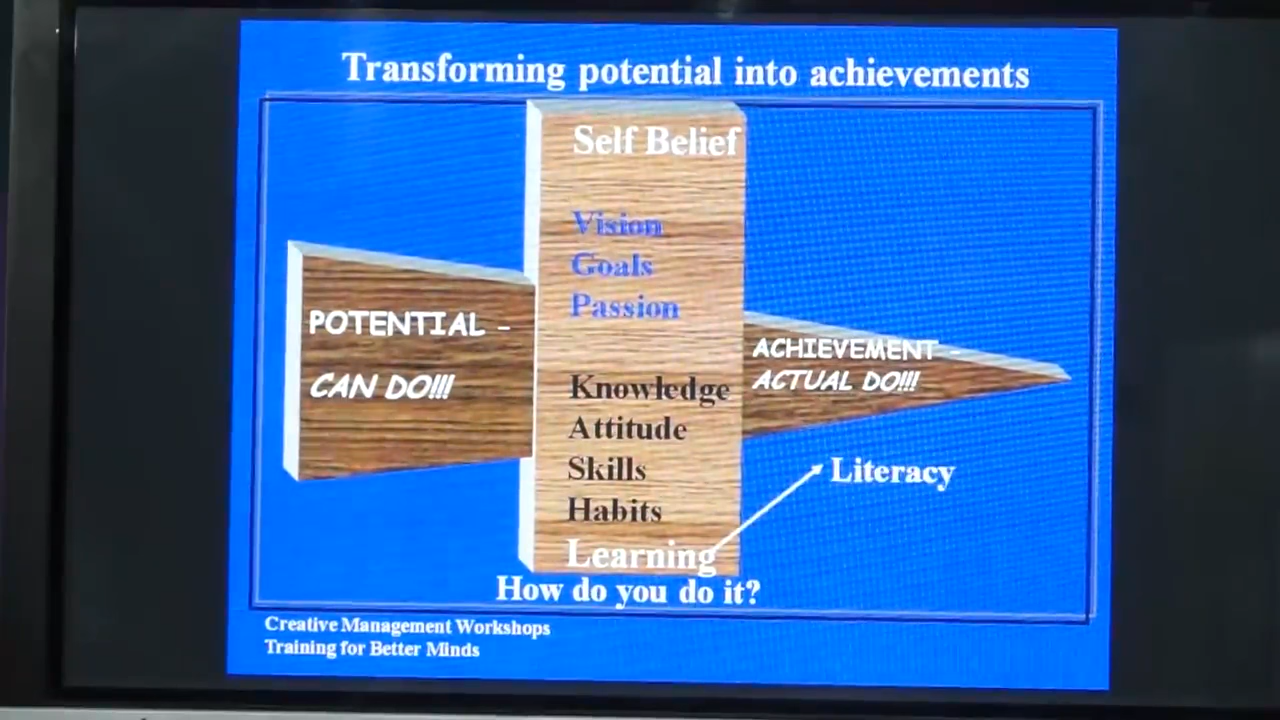 Transforming potential into achievements
Self Belief
Vision
Goals
Passion
POTENTIAL -
CAN DO!!!
Knowledge
Attitude
Skills
Habits
Learning
ACHIEVEMENT -
ACTUAL DO!!!
Literacy
How do you do it?
Creative Management Workshops
Training for Better Minds